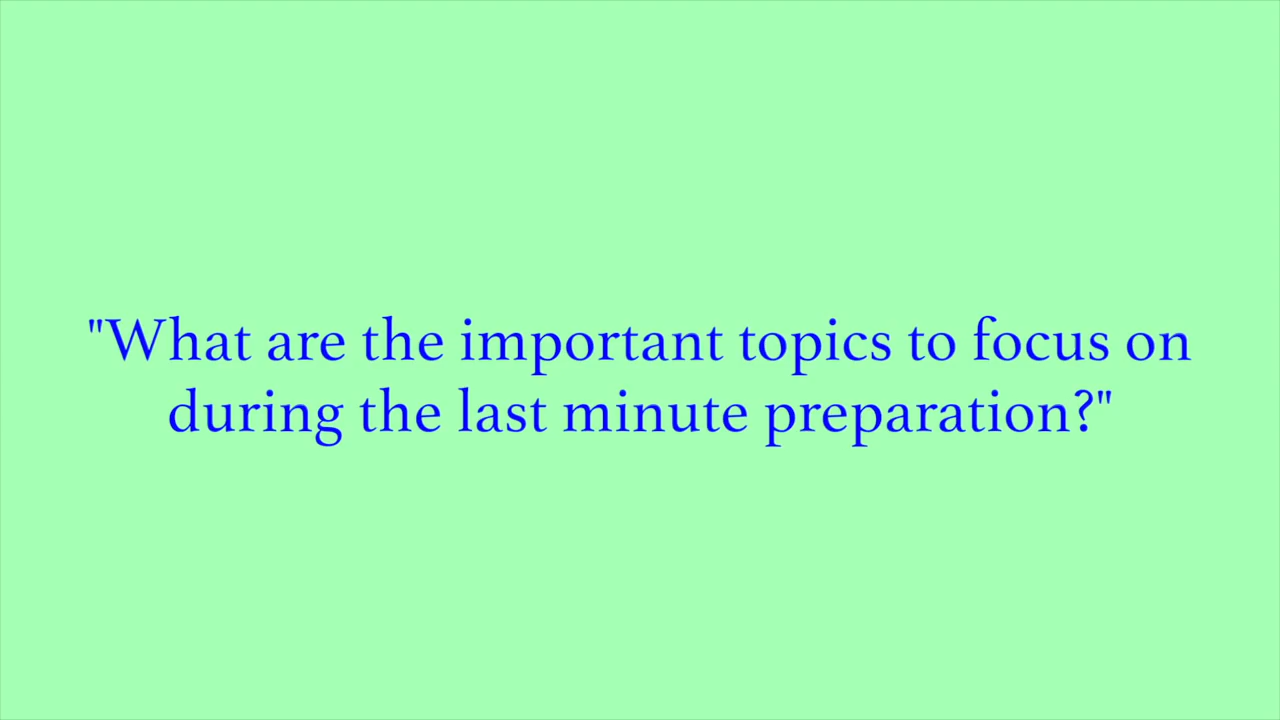 "What are the important topics to focus on
during the last minute preparation?"